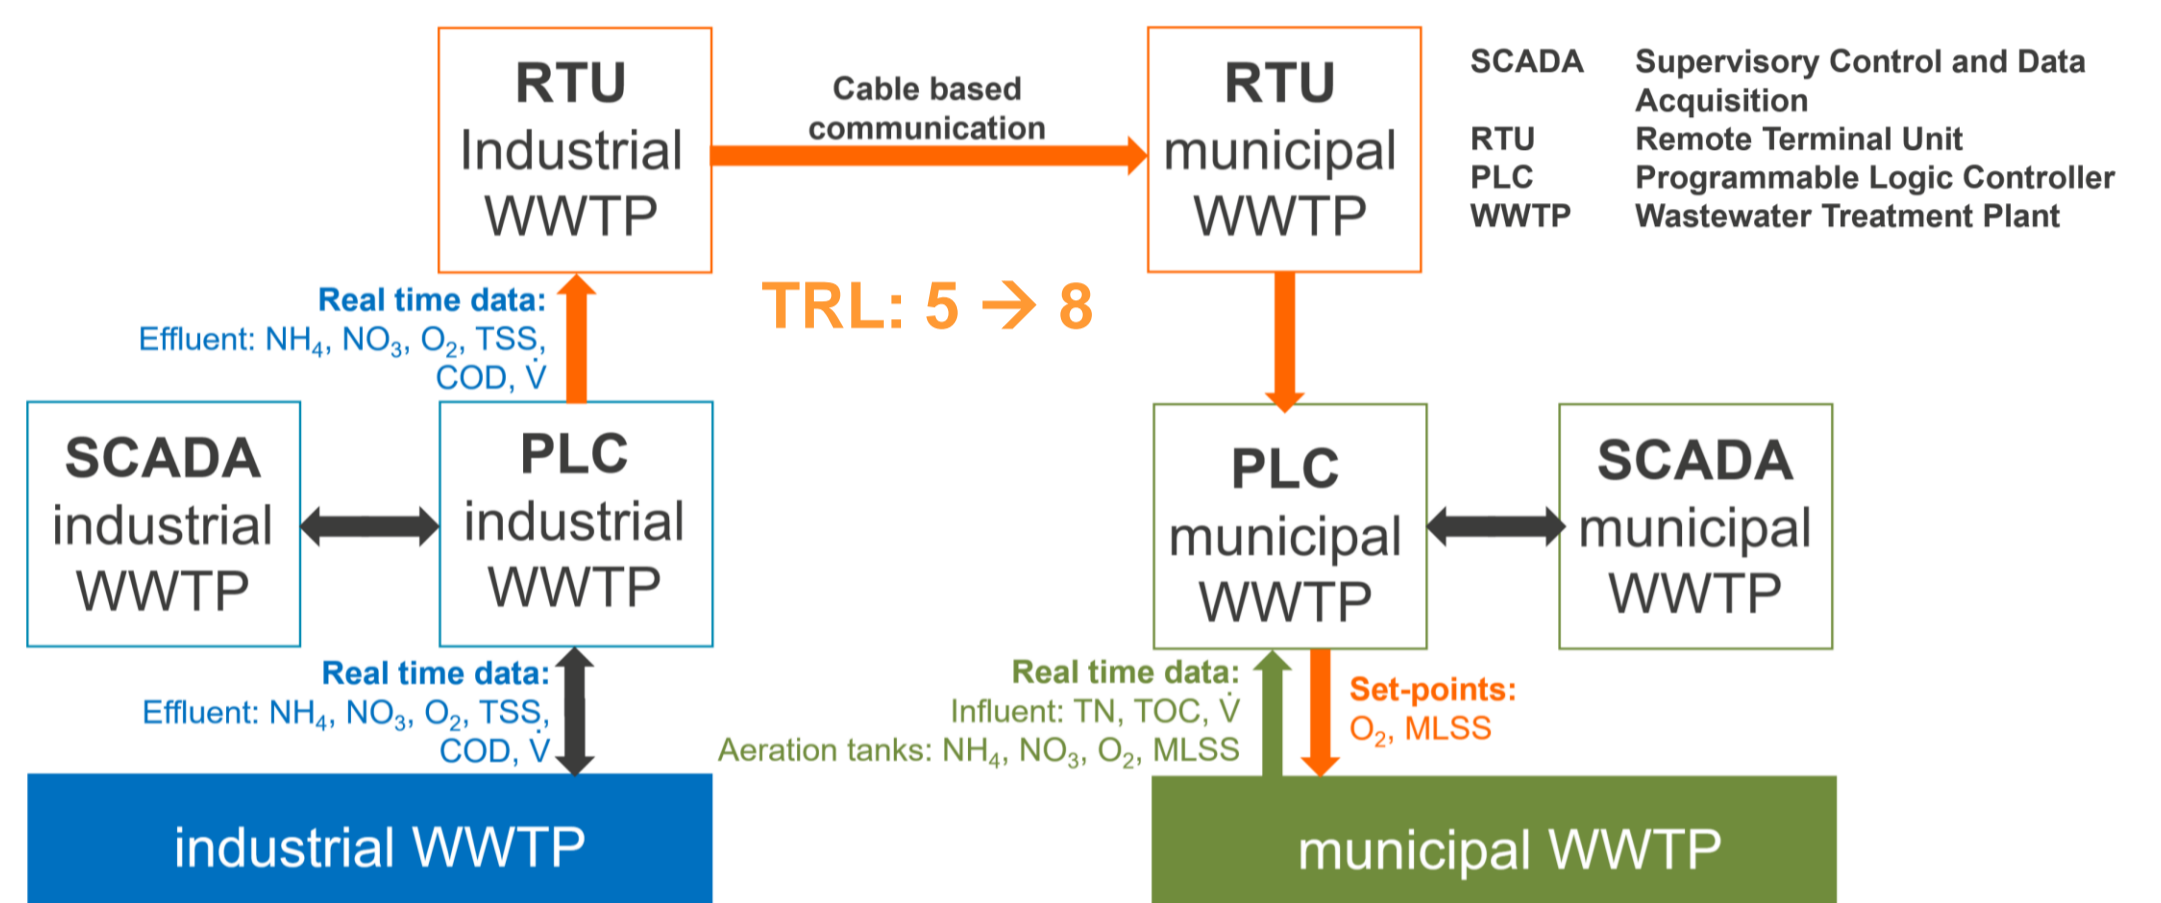 RTU
Industrial
WWTP
Cable based
communication
RTU
municipal
WWTP
SCADA Supervisory Control and Data
Acquisition
RTU Remote Terminal Unit
PLC Programmable Logic Controller
WWTP Wastewater Treatment Plant
TRL: 5 → 8
Real time data:
Effluent: NH₄, NO₃, O₂, TSS,
COD, V̇
SCADA
industrial
WWTP
PLC
industrial
WWTP
PLC
municipal
WWTP
SCADA
municipal
WWTP
Real time data:
Effluent: NH₄, NO₃, O₂, TSS,
COD, V̇
Real time data:
Influent: TN, TOC, V̇
Aeration tanks: NH₄, NO₃, O₂, MLSS
Set-points:
O₂, MLSS
industrial WWTP
municipal WWTP